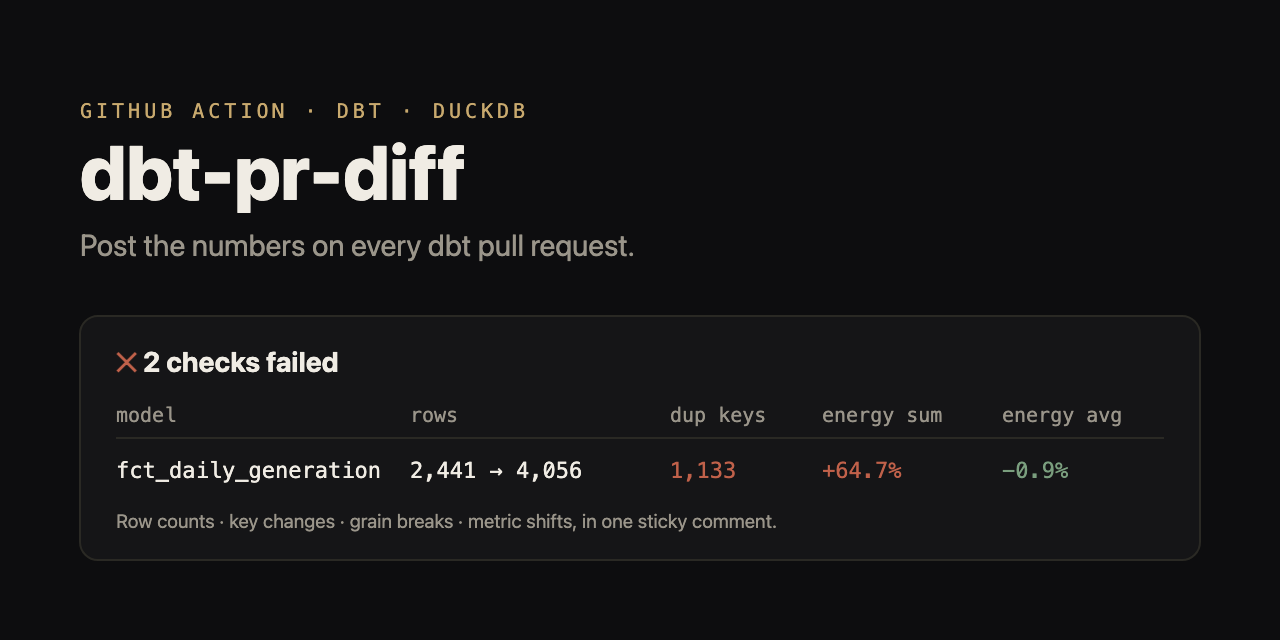 GITHUB ACTION · DBT · DUCKDB
dbt-pr-diff
Post the numbers on every dbt pull request.
❌ 2 checks failed
model rows dup keys energy sum energy avg
fct_daily_generation 2,441 → 4,056 1,133 +64.7% −0.9%
Row counts · key changes · grain breaks · metric shifts, in one sticky comment.